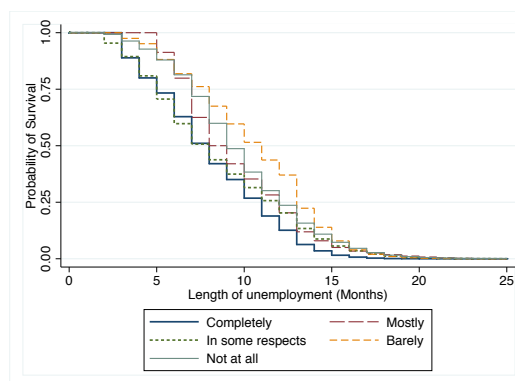 1.00
0.75
0.50
0.25
0.00
Probability of Survival
0 5 10 15 20 25
Length of unemployment (Months)
Completely Mostly
In some respects Barely
Not at all